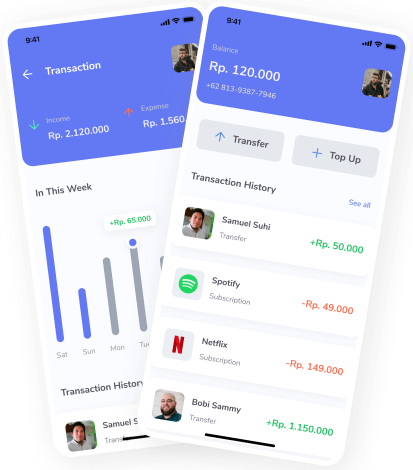 9:41
Transaction
Income
Rp. 2.120.000
Expense
Rp. 1.560.
In This Week
+Rp. 65.000
Sat
Sun
Mon
Tue
Transaction History
Samuel S
Trans
9:41
Balance
Rp. 120.000
+62 813-9387-7946
Transfer
Top Up
Transaction History
See all
Samuel Suhi
Transfer
+Rp. 50.000
Spotify
Subscription
-Rp. 49.000
Netflix
Subscription
-Rp. 149.000
Bobi Sammy
Transfer
+Rp. 1.150.000